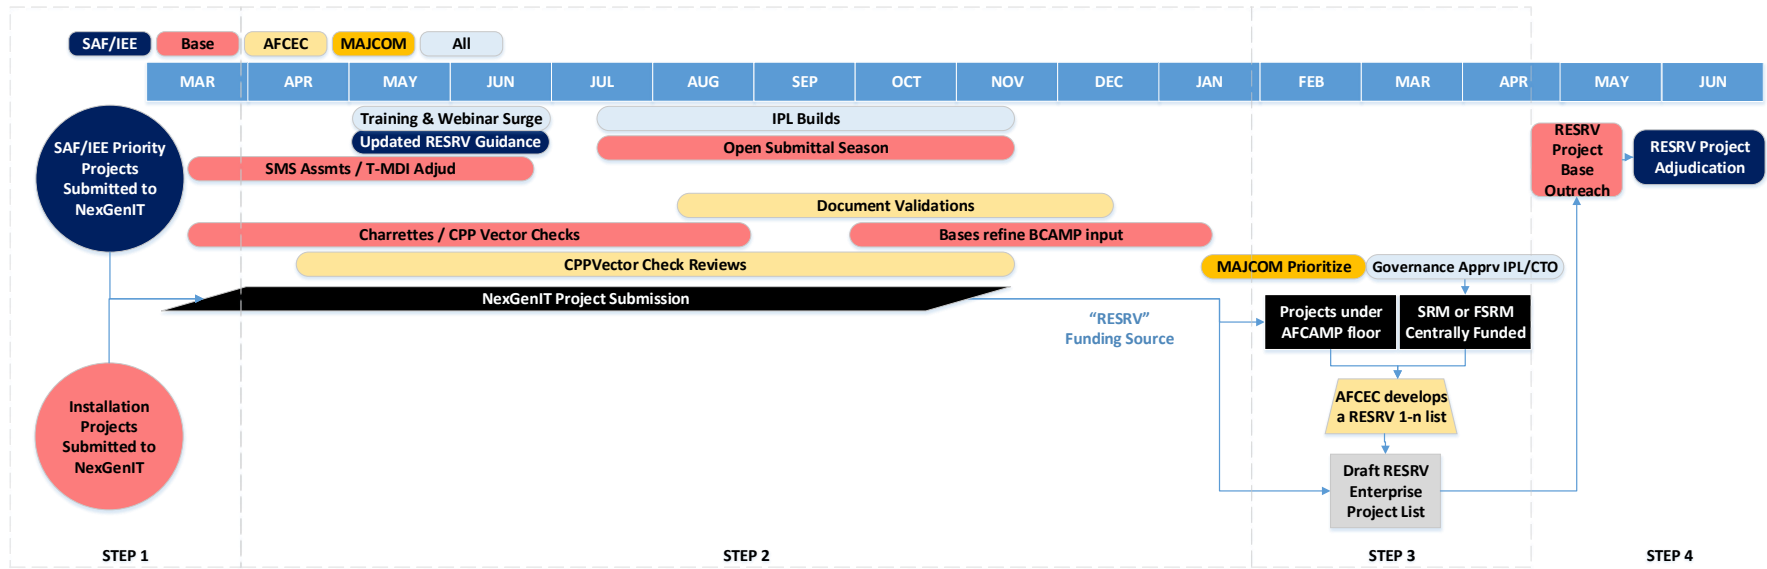 SAF/IEE
Base
AFCEC
MAJCOM
All
MAR
APR
MAY
JUN
JUL
AUG
SEP
OCT
NOV
DEC
JAN
FEB
MAR
APR
MAY
JUN
SAF/IEE Priority
Projects
Submitted to
NexGenIT
Training & Webinar Surge
Updated RESRV Guidance
SMS Assmts / T-MDI Adjud
IPL Builds
Open Submittal Season
Document Validations
Charrettes / CPP Vector Checks
Bases refine BCAMP input
CPPVector Check Reviews
MAJCOM Prioritize
Governance Apprv IPL/CTO
NexGenIT Project Submission
“RESRV”
Funding Source
Projects under
AFCAMP floor
SRM or FSRM
Centrally Funded
AFCEC develops
a RESRV 1-n list
Draft RESRV
Enterprise
Project List
RESRV
Project
Base
Outreach
RESRV Project
Adjudication
Installation
Projects
Submitted to
NexGenIT
STEP 1
STEP 2
STEP 3
STEP 4